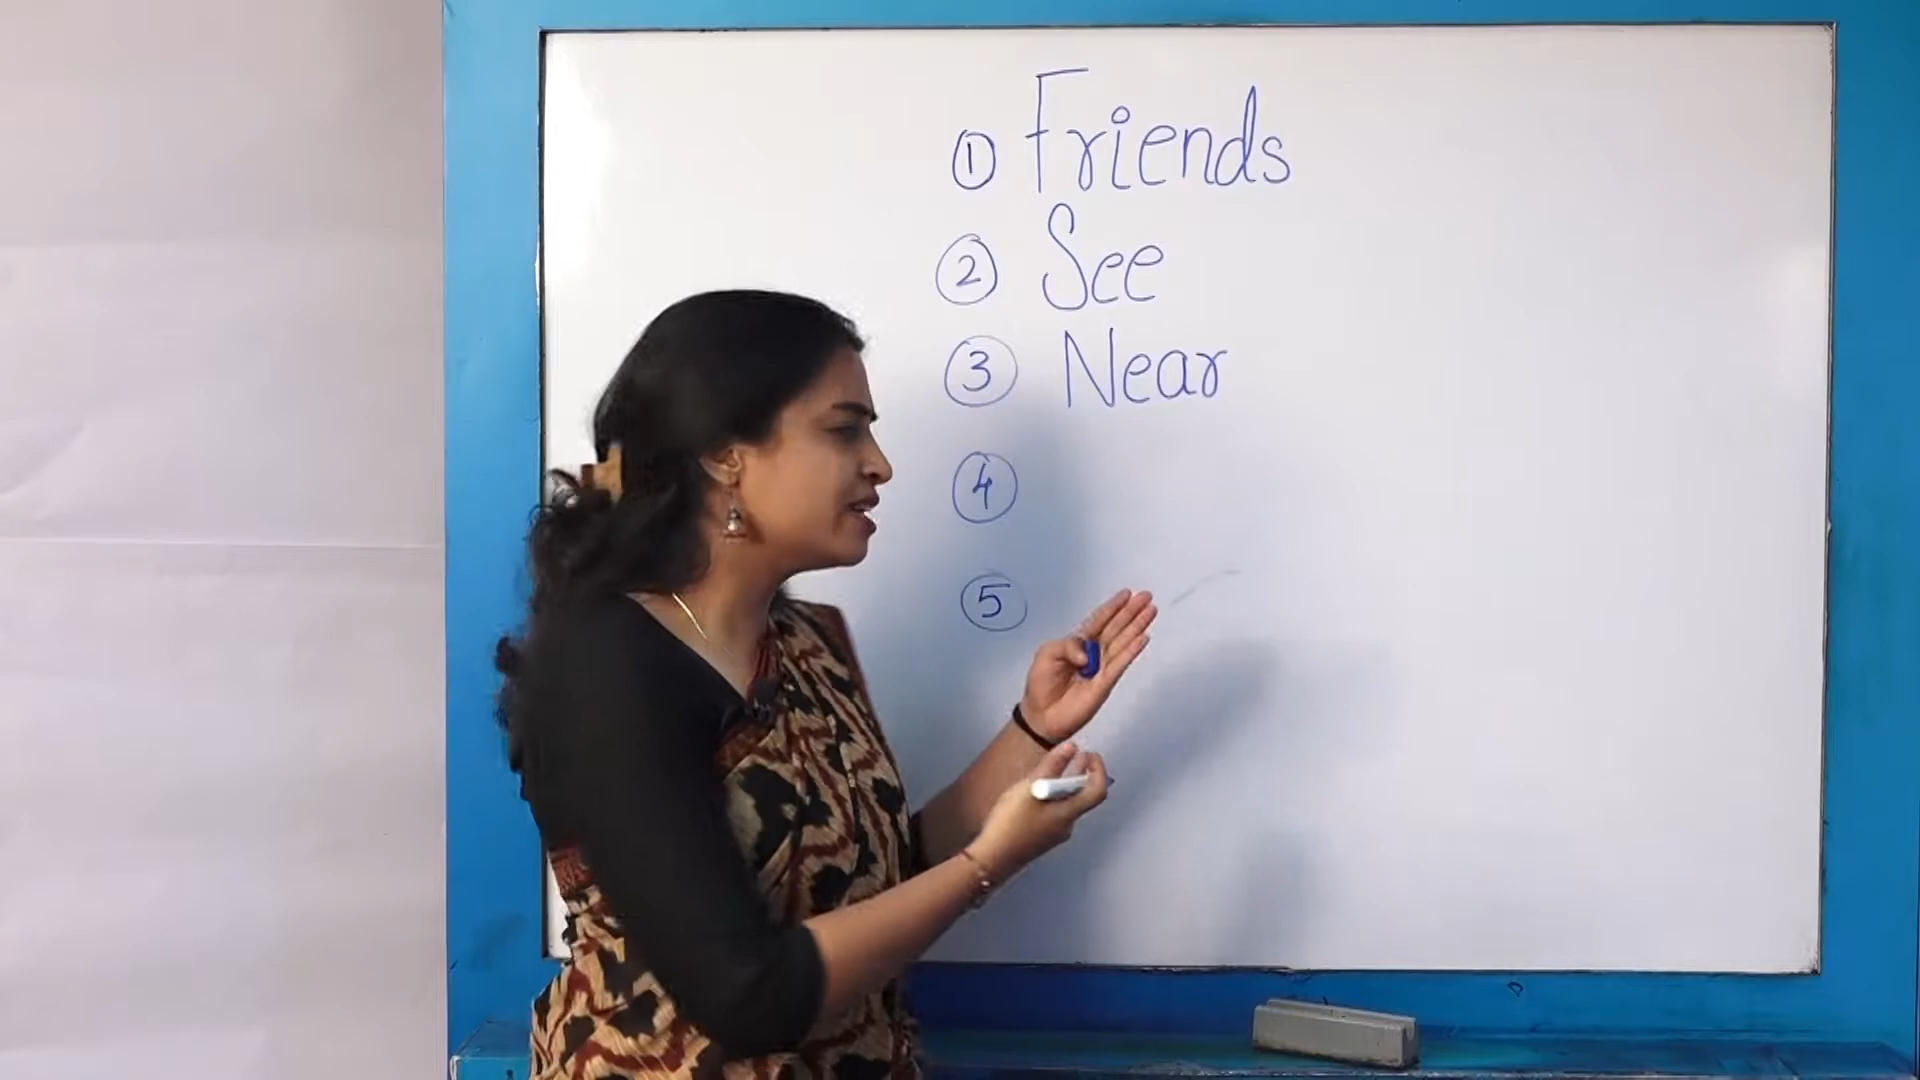 ① Friends
② See
③ Near
④
⑤